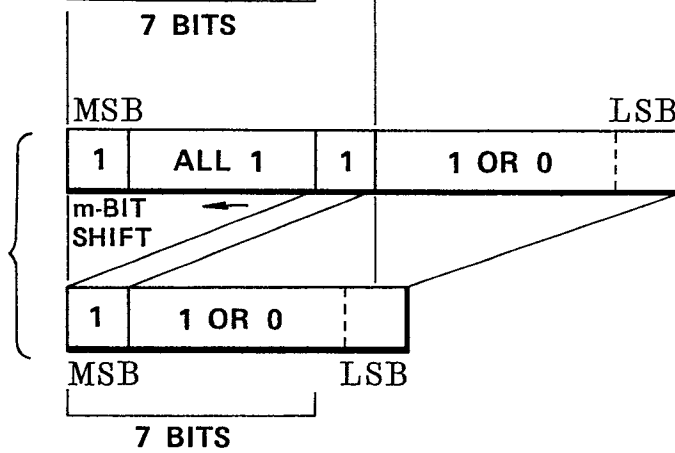 7 BITS
MSB LSB
1 ALL 1 1 1 OR 0
m-BIT
SHIFT
1 1 OR 0
MSB LSB
7 BITS